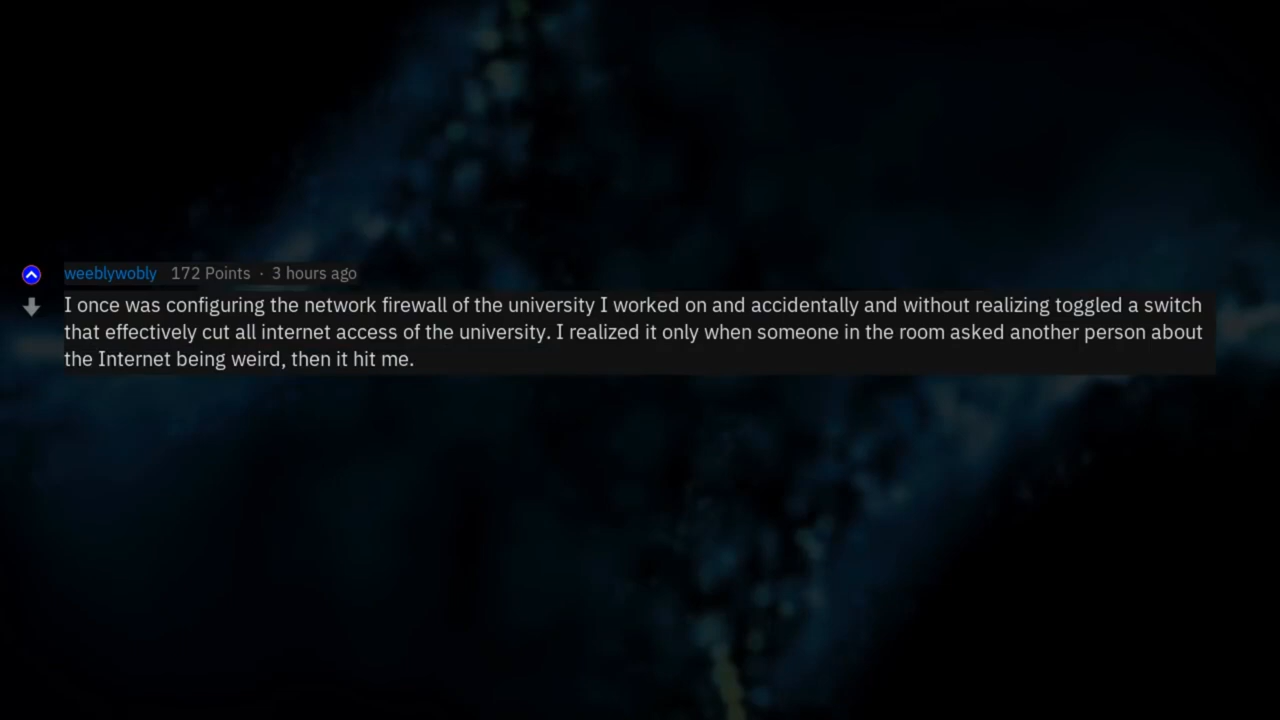 weeblywobly 172 Points · 3 hours ago
I once was configuring the network firewall of the university I worked on and accidentally and without realizing toggled a switch
that effectively cut all internet access of the university. I realized it only when someone in the room asked another person about
the Internet being weird, then it hit me.